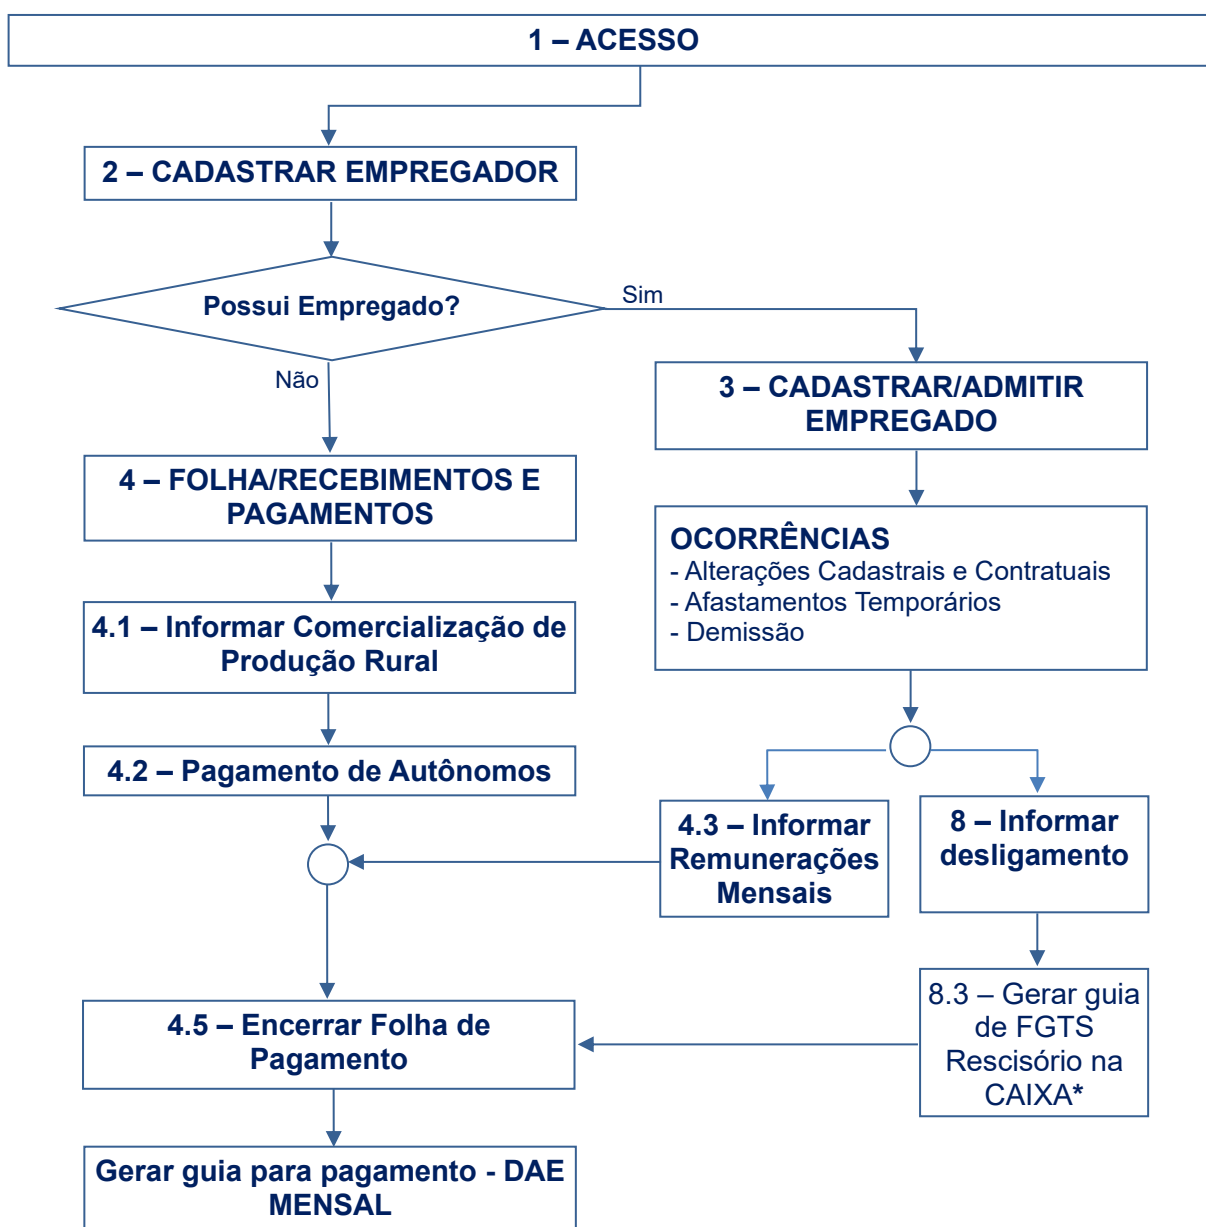 1 – ACESSO
2 – CADASTRAR EMPREGADOR
Possui Empregado?
Sim
Não
3 – CADASTRAR/ADMITIR
EMPREGADO
4 – FOLHA/RECEBIMENTOS E
PAGAMENTOS
OCORRÊNCIAS
- Alterações Cadastrais e Contratuais
- Afastamentos Temporários
- Demissão
4.1 – Informar Comercialização de
Produção Rural
4.2 – Pagamento de Autônomos
4.3 – Informar
Remunerações
Mensais
8 – Informar
desligamento
8.3 – Gerar guia
de FGTS
Rescisório na
CAIXA*
4.5 – Encerrar Folha de
Pagamento
Gerar guia para pagamento - DAE
MENSAL